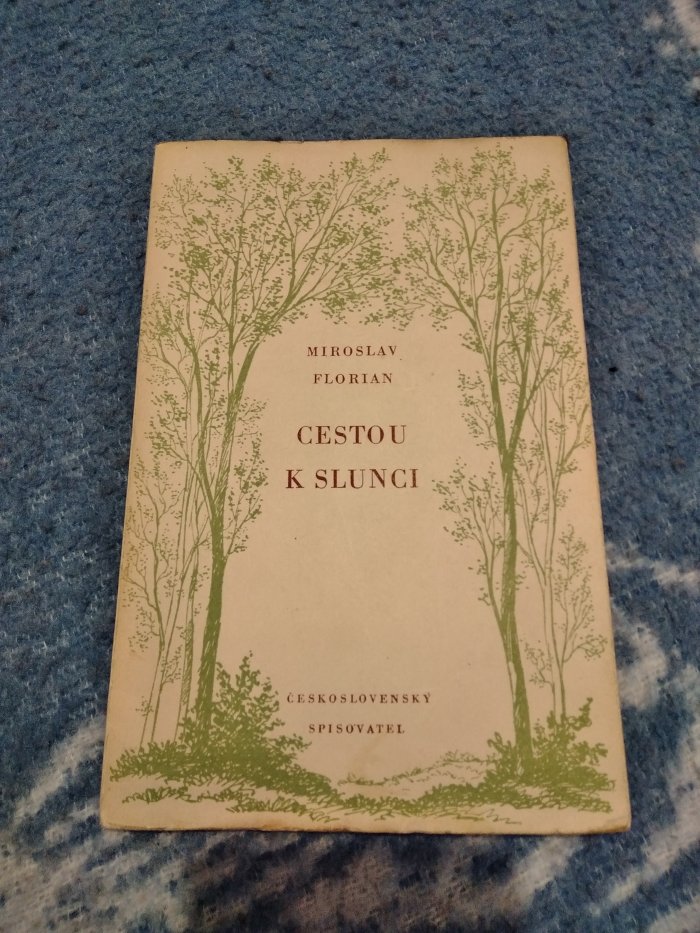 MIROSLAV
FLORIAN
CESTOU
K SLUNCI
ČESKOSLOVENSKÝ
SPISOVATEL